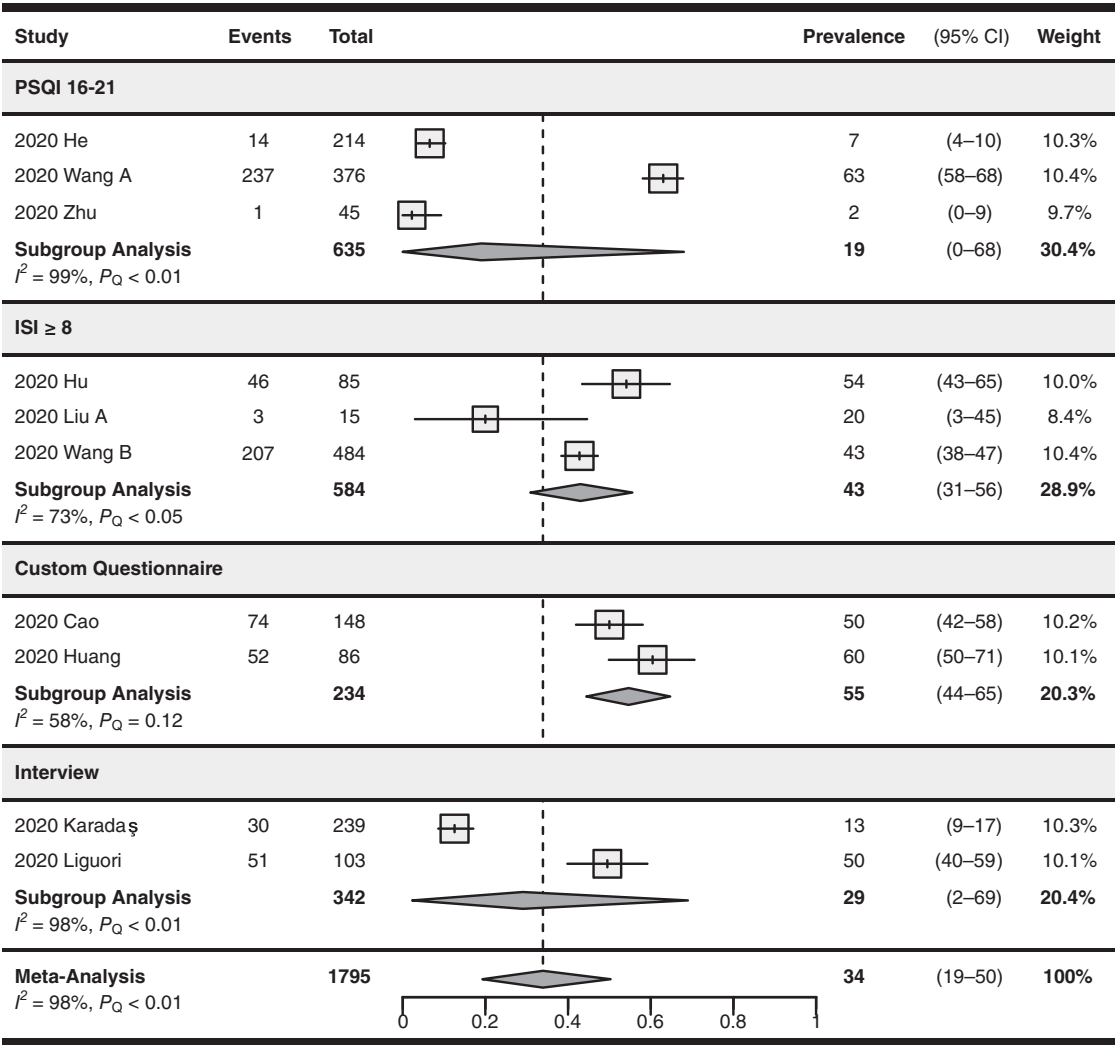 Study Events Total Prevalence (95% CI) Weight
PSQI 16-21
2020 He 14 214 7 (4–10) 10.3%
2020 Wang A 237 376 63 (58–68) 10.4%
2020 Zhu 1 45 2 (0–9) 9.7%
Subgroup Analysis 635 19 (0–68) 30.4%
I² = 99%, PQ < 0.01
ISI ≥ 8
2020 Hu 46 85 54 (43–65) 10.0%
2020 Liu A 3 15 20 (3–45) 8.4%
2020 Wang B 207 484 43 (38–47) 10.4%
Subgroup Analysis 584 43 (31–56) 28.9%
I² = 73%, PQ < 0.05
Custom Questionnaire
2020 Cao 74 148 50 (42–58) 10.2%
2020 Huang 52 86 60 (50–71) 10.1%
Subgroup Analysis 234 55 (44–65) 20.3%
I² = 58%, PQ = 0.12
Interview
2020 Karadaş 30 239 13 (9–17) 10.3%
2020 Liguori 51 103 50 (40–59) 10.1%
Subgroup Analysis 342 29 (2–69) 20.4%
I² = 98%, PQ < 0.01
Meta-Analysis 1795 34 (19–50) 100%
I² = 98%, PQ < 0.01
0 0.2 0.4 0.6 0.8 1